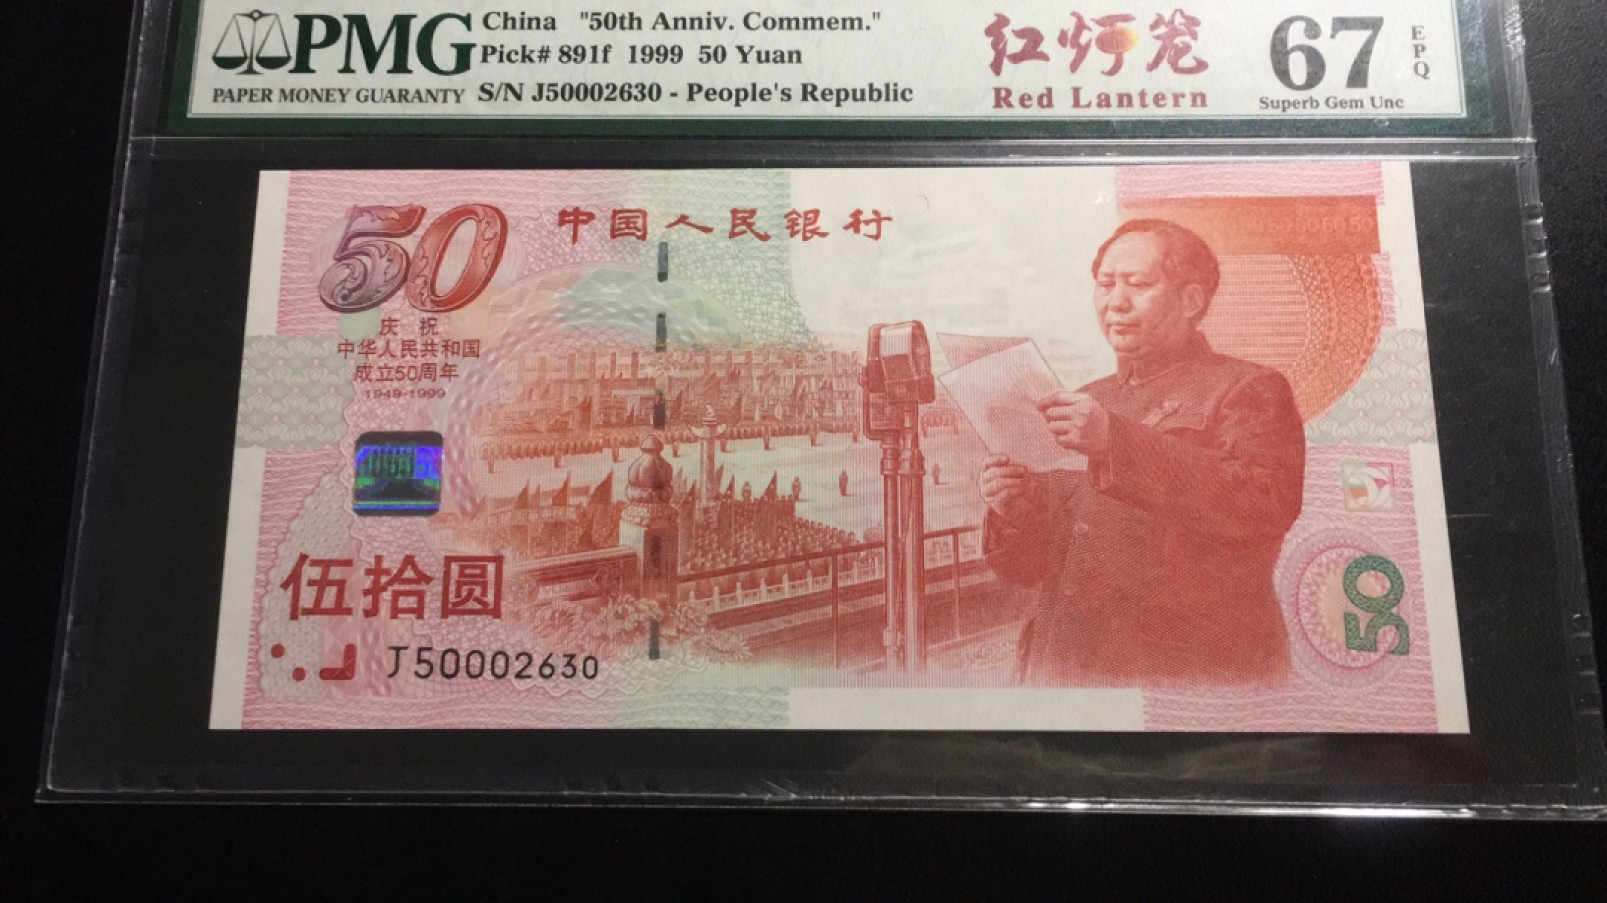 PMG
PAPER MONEY GUARANTY
China "50th Anniv. Commem."
Pick# 891f 1999 50 Yuan
S/N J50002630 - People's Republic
红灯笼
Red Lantern
67
EPQ
Superb Gem Unc
50
中国人民银行
庆祝
中华人民共和国
成立50周年
1949-1999
伍拾圆
J50002630
50